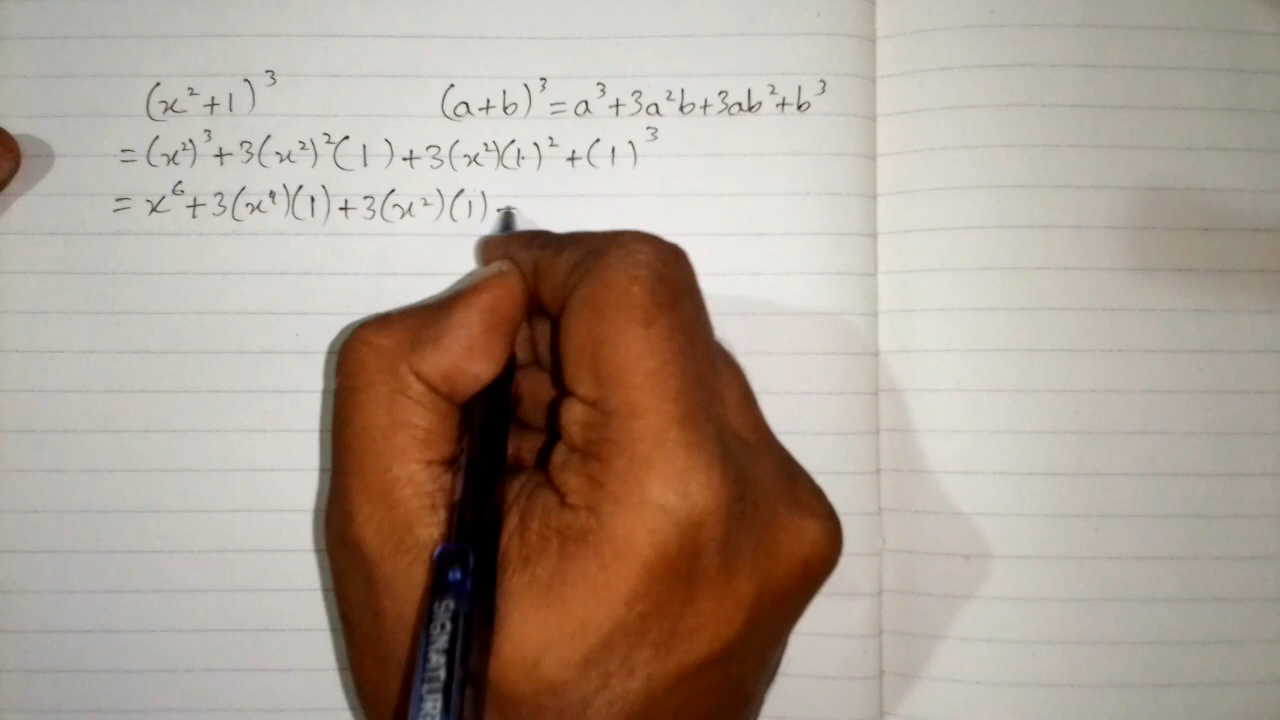 (x²+1)³ (a+b)³=a³+3a²b+3ab²+b³
=(x²)³+3(x²)²(1)+3(x²)(1)²+(1)³
=x⁶+3(x⁴)(1)+3(x²)(1)-
SIGNATUR